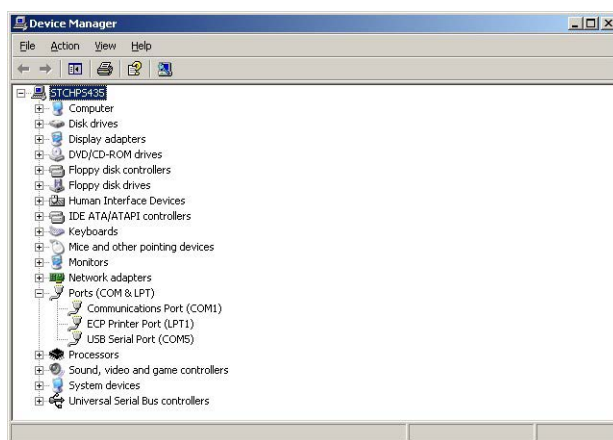 Device Manager
File Action View Help
STCHPS435
Computer
Disk drives
Display adapters
DVD/CD-ROM drives
Floppy disk controllers
Floppy disk drives
Human Interface Devices
IDE ATA/ATAPI controllers
Keyboards
Mice and other pointing devices
Monitors
Network adapters
Ports (COM & LPT)
Communications Port (COM1)
ECP Printer Port (LPT1)
USB Serial Port (COM5)
Processors
Sound, video and game controllers
System devices
Universal Serial Bus controllers